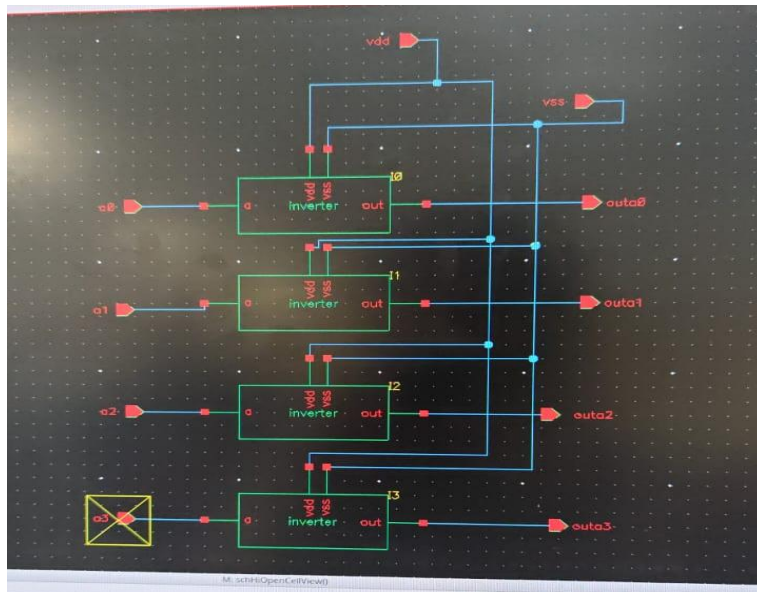 vdd
vss
I0
a0
vdd
vss
a
inverter
out
outa0
I1
a1
vdd
vss
a
inverter
out
outa1
I2
a2
vdd
vss
a
inverter
out
outa2
I3
a3
vdd
vss
a
inverter
out
outa3
M: schHiOpenCellView()